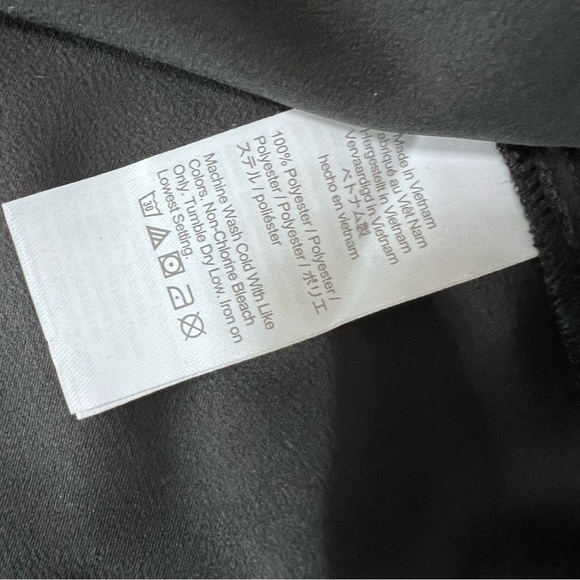 Made in Vietnam
Fabriqué au Viêt Nam
Hergestellt in Vietnam
Vervaardigd in Vietnam
ベトナム製
hecho en vietnam
100% Polyester / Polyester /
Polyester / Polyester / ポリエ
ステル / poliéster
Machine Wash Cold With Like
Colors. Non-Chlorine Bleach
Only. Tumble Dry Low. Iron on
Lowest Setting.
30